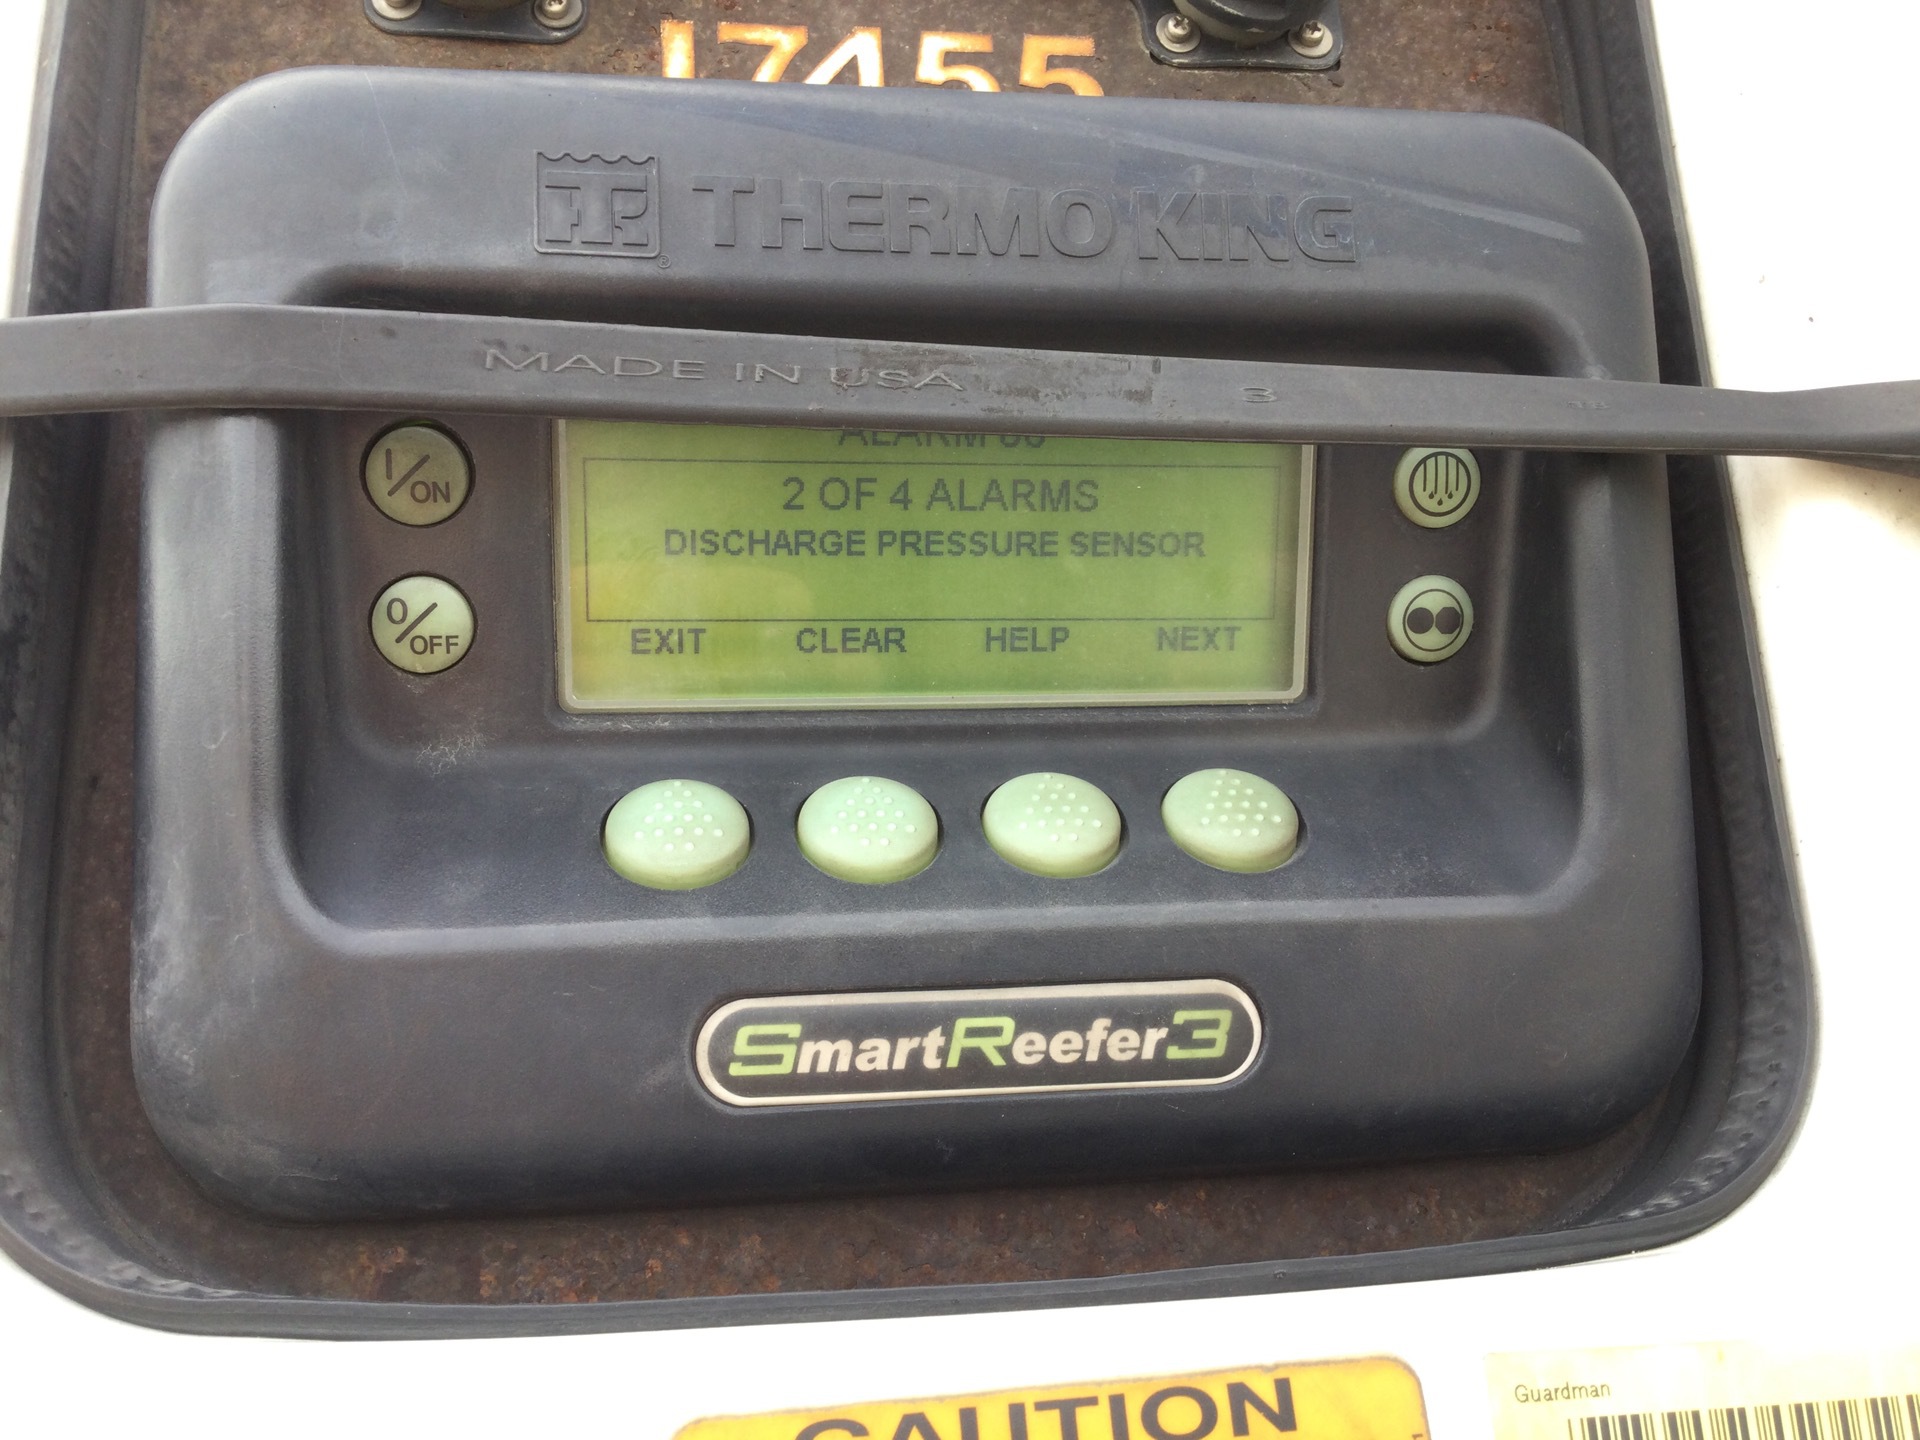 17455
THERMO KING
MADE IN USA 3
I/ON
ALARM
2 OF 4 ALARMS
DISCHARGE PRESSURE SENSOR
O/OFF
EXIT CLEAR HELP NEXT
SmartReefer3
Guardman
CAUTION